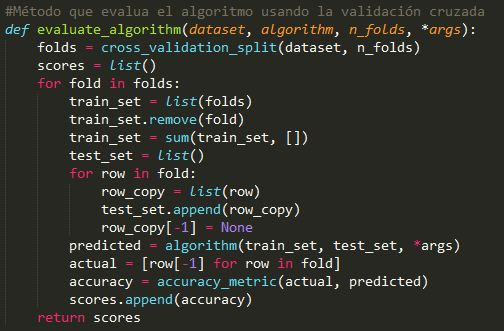 #Método que evalua el algoritmo usando la validación cruzada
def evaluate_algorithm(dataset, algorithm, n_folds, *args):
    folds = cross_validation_split(dataset, n_folds)
    scores = list()
    for fold in folds:
        train_set = list(folds)
        train_set.remove(fold)
        train_set = sum(train_set, [])
        test_set = list()
        for row in fold:
            row_copy = list(row)
            test_set.append(row_copy)
            row_copy[-1] = None
        predicted = algorithm(train_set, test_set, *args)
        actual = [row[-1] for row in fold]
        accuracy = accuracy_metric(actual, predicted)
        scores.append(accuracy)
    return scores